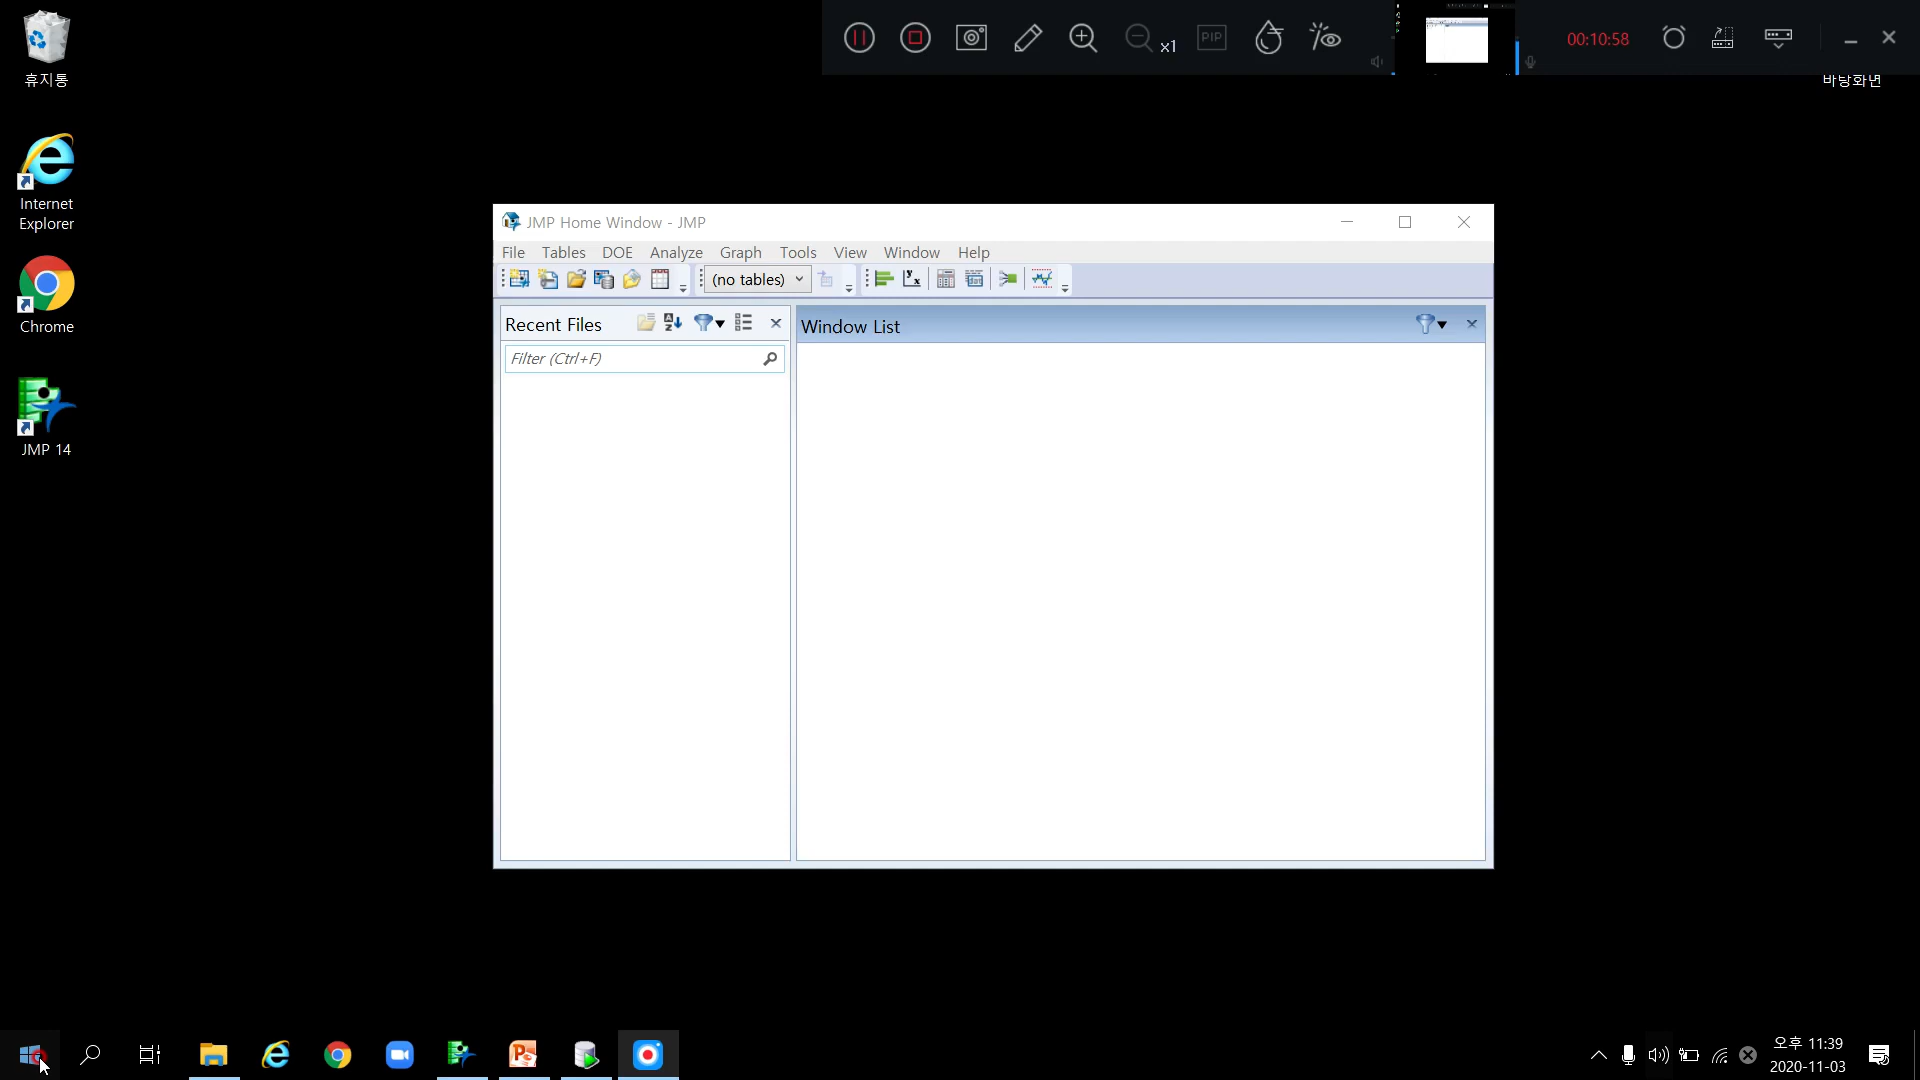 휴지통
Internet
Explorer
Chrome
JMP 14
x1
PIP
00:10:58
바탕화면
JMP Home Window - JMP
File Tables DOE Analyze Graph Tools View Window Help
(no tables)
Recent Files
Filter (Ctrl+F)
Window List
오후 11:39
2020-11-03